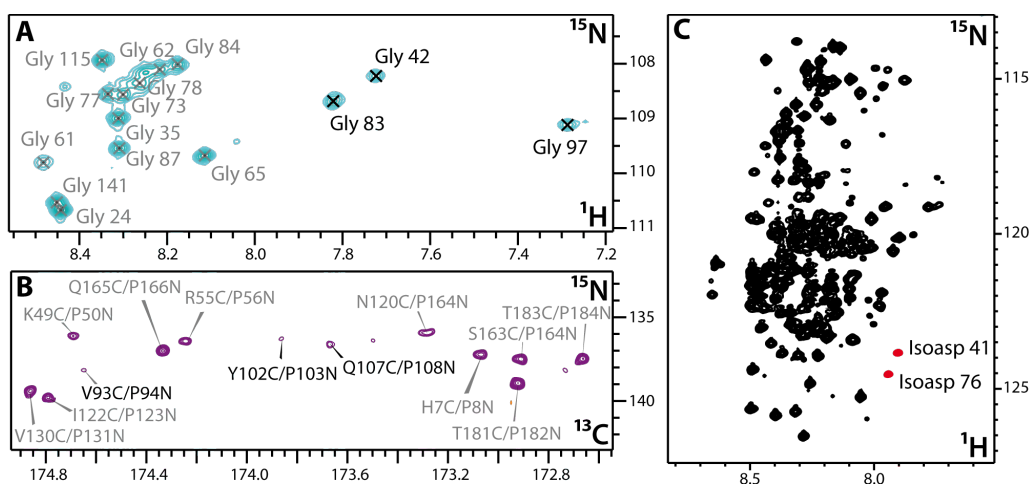 A
15N
Gly 115
Gly 62
Gly 84
Gly 42
108
Gly 77
Gly 78
Gly 73
Gly 83
109
Gly 61
Gly 35
Gly 97
Gly 87
Gly 65
110
Gly 141
Gly 24
1H
111
8.4
8.2
8.0
7.8
7.6
7.4
7.2
B
15N
Q165C/P166N
R55C/P56N
N120C/P164N
T183C/P184N
K49C/P50N
S163C/P164N
135
Y102C/P103N
Q107C/P108N
V93C/P94N
I122C/P123N
H7C/P8N
140
V130C/P131N
T181C/P182N
13C
174.8
174.4
174.0
173.6
173.2
172.8
C
15N
115
120
Isoasp 41
Isoasp 76
125
1H
8.5
8.0